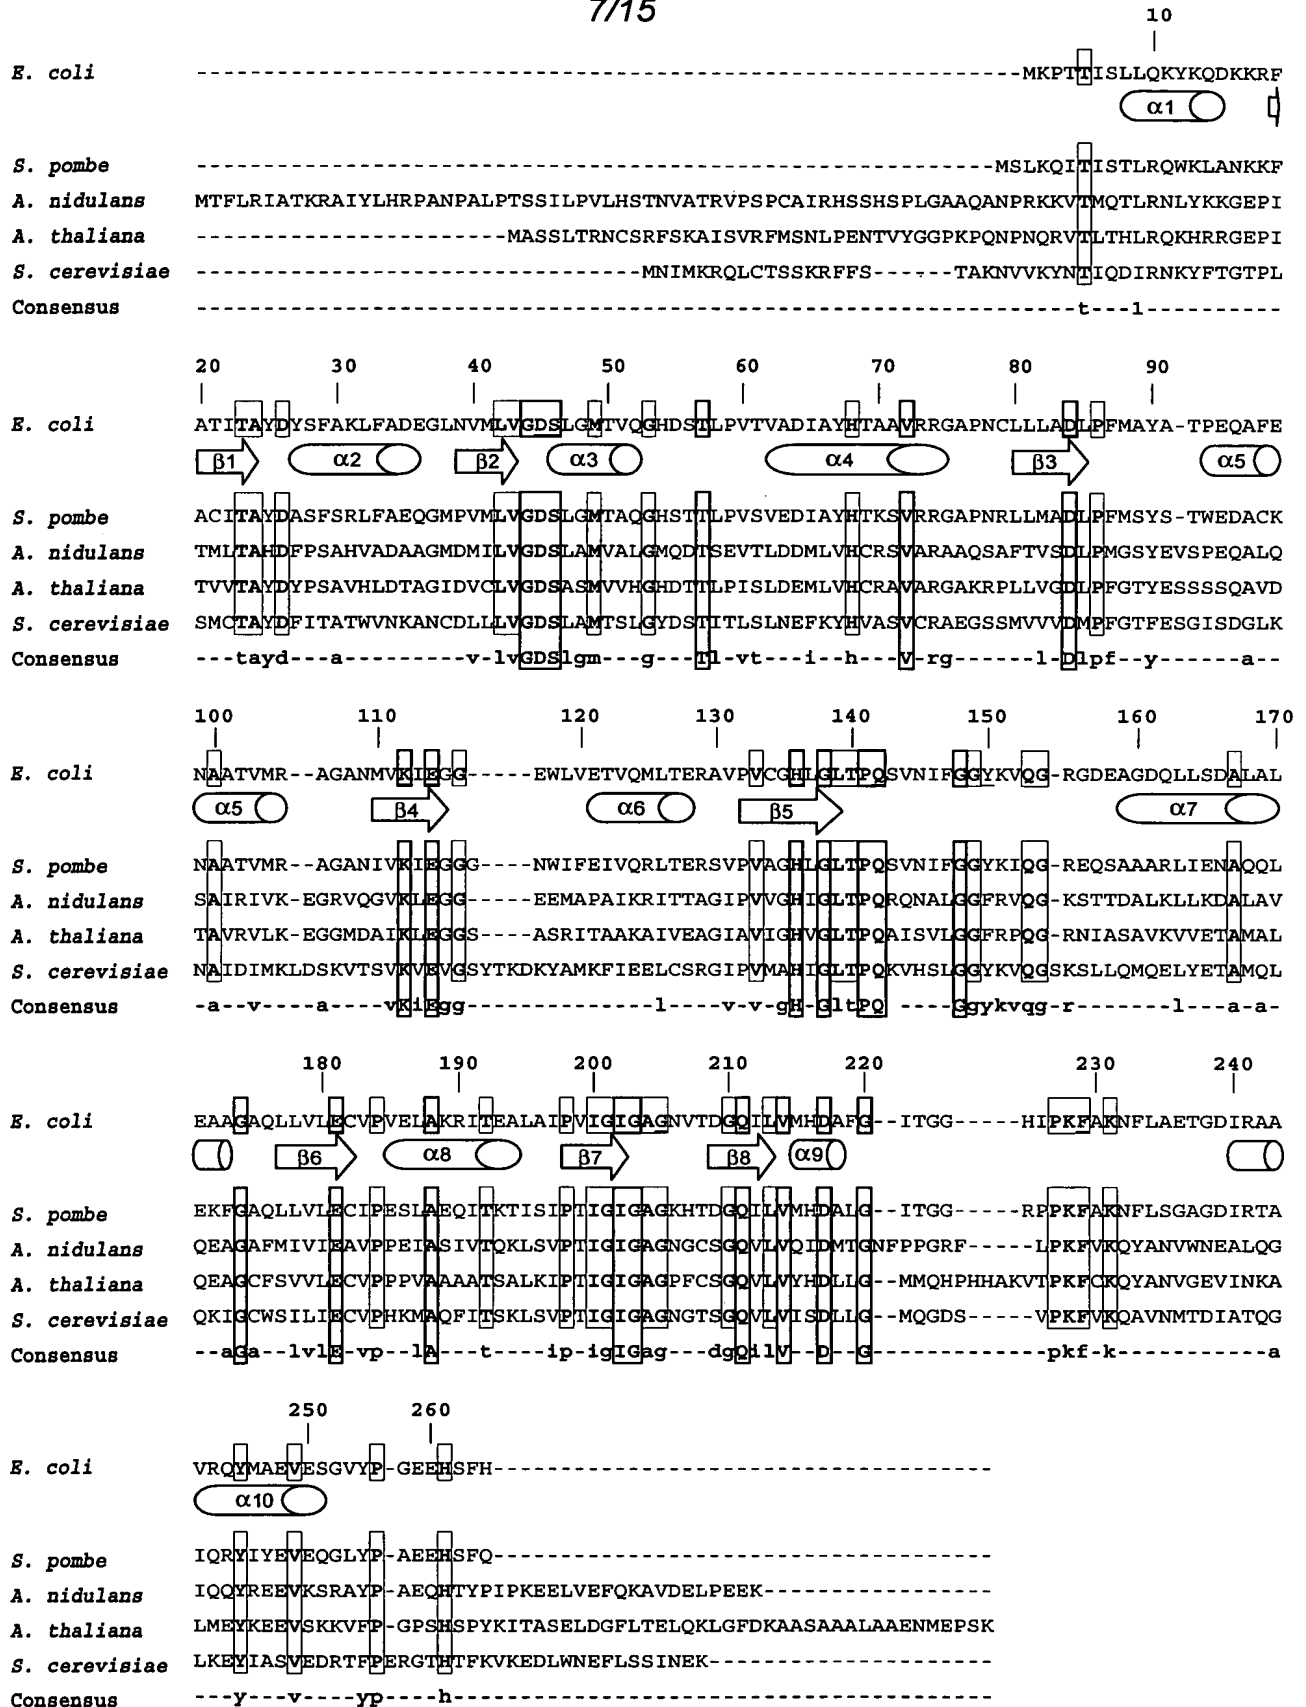 7/15
10
E. coli --------------------------------------------------------------MKPTTISLLQKYKQDKKRF
α1
S. pombe ------------------------------------------------------------MSLKQITISTLRQWKLANKKF
A. nidulans MTFLRIATKRAIYLHRPANPALPTSSILPVLHSTNVATRVPSPCAIRHSSHSPLGAAQANPRKKVTMQTLRNLYKKGEPI
A. thaliana -----------------------MASSLTRNCSRFSKAISVRFMSNLPENTVYGGPKPQNPNQRVTLTHLRQKHRRGEPI
S. cerevisiae ---------------------------------MNIMKRQLCTSSKRFFS------TAKNVVKYNTIQDIRNKYFTGTPL
Consensus -----------------------------------------------------------------t---l----------
20 30 40 50 60 70 80 90
E. coli ATITAYDYSFAKLFADEGLNVMLVGDSLGMTVQGHDSTLPVTVADIAYHTAAVRRGAPNCLLLADLPFMAYA-TPEQAFE
β1 α2 β2 α3 α4 β3 α5
S. pombe ACITAYDASFSRLFAEQGMPVMLVGDSLGMTAQGHSTTLPVSVEDIAYHTKSVRRGAPNRLLMADLPFMSYS-TWEDACK
A. nidulans TMLTAHDFPSAHVADAAGMDMILVGDSLAMVALGMQDTSEVTLDDMLVHCRSVARAAQSAFTVSDLPMGSYEVSPEQALQ
A. thaliana TVVTAYDYPSAVHLDTAGIDVCLVGDSASMVVHGHDTTLPISLDEMLVHCRAVARGAKRPLLVGDLPFGTYESSSSQAVD
S. cerevisiae SMCTAYDFITATWVNKANCDLLLVGDSLAMTSLGYDSTITLSLNEFKYHVASVCRAEGSSMVVVDMPFGTFESGISDGLK
Consensus ---tayd---a---------v-lvGDSlgm---g---Tl-vt---i--h---V-rg------l-Dlpf--y------a--
100 110 120 130 140 150 160 170
E. coli NAATVMR--AGANMVKIEGG-----EWLVETVQMLTERAVPVCGHLGLTPQSVNIFGGYKVQG-RGDEAGDQLLSDALAL
α5 β4 α6 β5 α7
S. pombe NAATVMR--AGANIVKIEGGG----NWIFEIVQRLTERSVPVAGHLGLTPQSVNIFGGYKIQG-REQSAAARLIENAQQL
A. nidulans SAIRIVK-EGRVQGVKLEGG-----EEMAPAIKRITTAGIPVVGHIGLTPQRQNALGGFRVQG-KSTTDALKLLKDALAV
A. thaliana TAVRVLK-EGGMDAIKLEGGS----ASRITAAKAIVEAGIAVIGHVGLTPQAISVLGGFRPQG-RNIASAVKVVETAMAL
S. cerevisiae NAIDIMKLDSKVTSVKVEVGSYTKDKYAMKFIEELCSRGIPVMAHIGLTPQKVHSLGGYKVQGSKSLLQMQELYETAMQL
Consensus -a--v----a----vKiEgg-------------l----v-v-gH-GltPQ-----Ggykvqg-r-------l---a-a-
180 190 200 210 220 230 240
E. coli EAAGAQLLVLECVPVELAKRITEALAIPVIGIGAGNVTDGQILVMHDAFG--ITGG-----HIPKFAKNFLAETGDIRAA
β6 α8 β7 β8 α9
S. pombe EKFGAQLLVLECIPESLAEQITKTISIPTIGIGAGKHTDGQILVMHDALG--ITGG-----RPPKFAKNFLSGAGDIRTA
A. nidulans QEAGAFMIVIEAVPPEIASIVTQKLSVPTIGIGAGNGCSGQVLVQIDMTGNFPPGRF-----LPKFVKQYANVWNEALQG
A. thaliana QEAGCFSVVLECVPPPVAAAATSALKIPTIGIGAGPFCSGQVLVYHDLLG--MMQHPHHAKVTPKFCKQYANVGEVINKA
S. cerevisiae QKIGCWSILIECVPHKMAQFITSKLSVPTIGIGAGNGTSGQVLVISDLLG--MQGDS-----VPKFVKQAVNMTDIATQG
Consensus --aGa--lvlE-vp--lA---t----ip-igIGag---dgQilV--D--G-------------pkf-k-----------a
250 260
E. coli VRQYMAEVESGVYP-GEEHSFH-------------------------------------
α10
S. pombe IQRYIYEVEQGLYP-AEEHSFQ-------------------------------------
A. nidulans IQQYREEVKSRAYP-AEQHTYPIPKEELVEFQKAVDELPEEK-----------------
A. thaliana LMEYKEEVSKKVFP-GPSHSPYKITASELDGFLTELQKLGFDKAASAAALAAENMEPSK
S. cerevisiae LKEYIASVEDRTFPERGTHTFKVKEDLWNEFLSSINEK---------------------
Consensus ---y---v----yp----h----------------------------------------